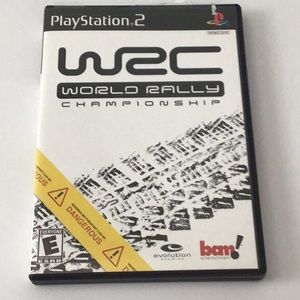 PlayStation 2
WRC
WORLD RALLY
CHAMPIONSHIP
DANGEROUS
DANGEROUS
E
evolution
bam!